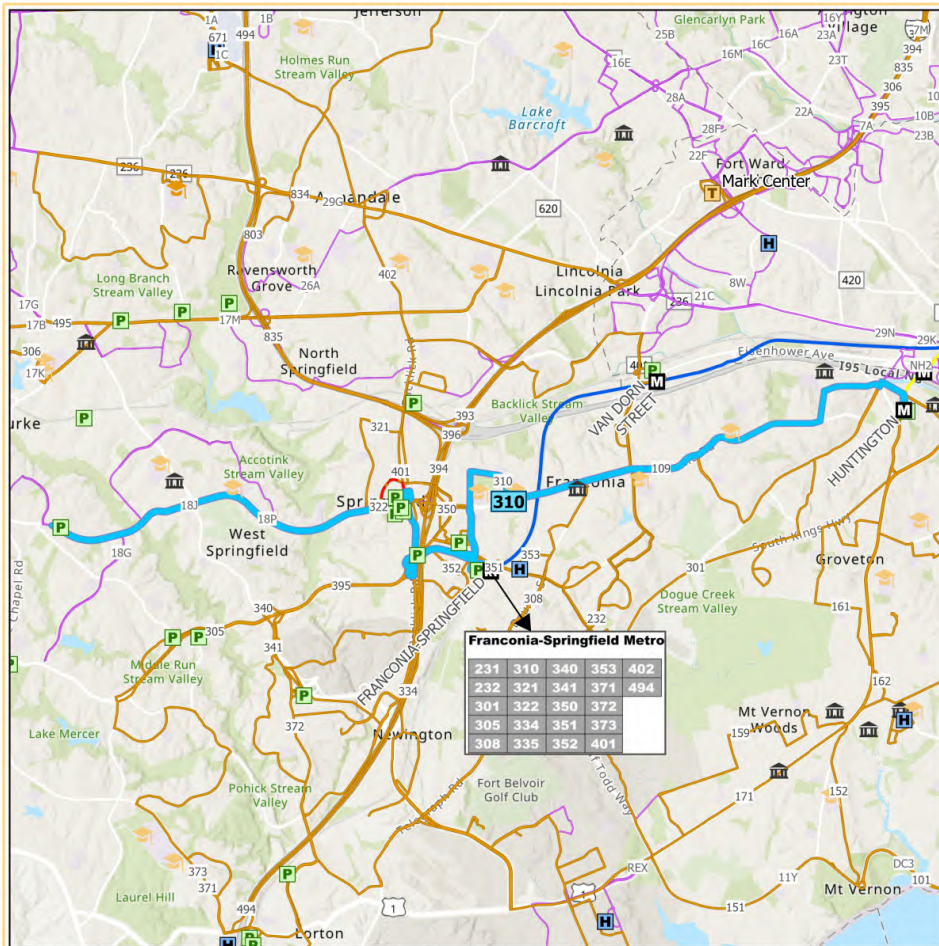 1A
1B
Jefferson
671
494
1C
Holmes Run
Stream Valley
Glencarlyn Park
16Y
Village
25B
16C
16A
23A
16M
23T
16E
394
835
306
28A
22A
395
7A
10B
23B
28F
22F
Lake
Barcroft
Fort Ward
Mark Center
T
236
236
834
29G
Annandale
620
H
803
402
Long Branch
Stream Valley
Ravensworth
Grove
26A
Lincolnia
Lincolnia Park
8W
420
17G
236
21C
17B
495
17M
835
29N
29K
306
17K
North
Springfield
Backlick Rd
Eisenhower Ave
I95 Local
NH2
M
VAN DORN
STREET
Backlick Stream
Valley
393
396
321
HUNTINGTON
M
Accotink
Stream Valley
401
394
310
109
Franconia
310
322
350
18J
18P
18G
West
Springfield
South Kings Hwy
Groveton
Chapel Rd
352
351
H
353
301
395
308
Dogue Creek
Stream Valley
161
232
340
305
341
FRANCONIA-SPRINGFIELD
Middle Run
Stream Valley
Franconia-Springfield Metro
231 310 340 353 402
232 321 341 371 494
301 322 350 372
305 334 351 373
308 335 352 401
334
162
372
Mt Vernon
Woods
H
159
Lake Mercer
Newington
Pohick Stream
Valley
Fort Belvoir
Golf Club
Telegraph Rd
171
152
373
371
REX
11Y
DC3
101
Laurel Hill
1
1
151
Mt Vernon
494
Lorton
H
H